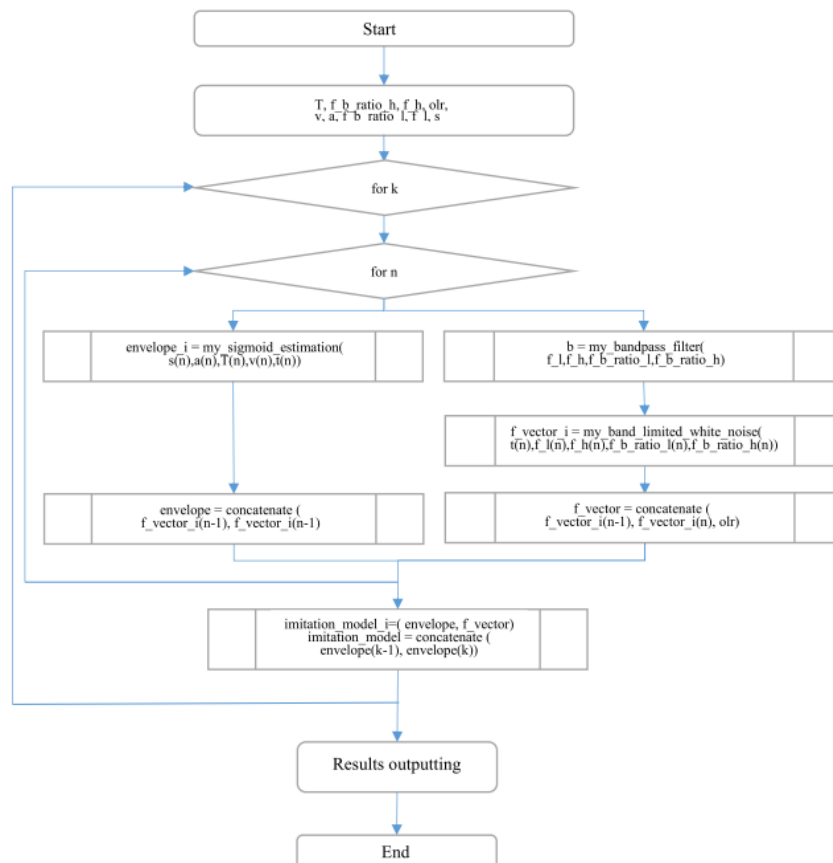 Start
T, f_b_ratio_h, f_h, olr,
v, a, f_b_ratio_l, f_l, s
for k
for n
envelope_i = my_sigmoid_estimation(
s(n),a(n),T(n),v(n),t(n))
b = my_bandpass_filter(
f_l,f_h,f_b_ratio_l,f_b_ratio_h)
f_vector_i = my_band_limited_white_noise(
t(n),f_l(n),f_h(n),f_b_ratio_l(n),f_b_ratio_h(n))
envelope = concatenate (
f_vector_i(n-1), f_vector_i(n-1)
f_vector = concatenate (
f_vector_i(n-1), f_vector_i(n), olr)
imitation_model_i=( envelope, f_vector)
imitation_model = concatenate (
envelope(k-1), envelope(k))
Results outputting
End